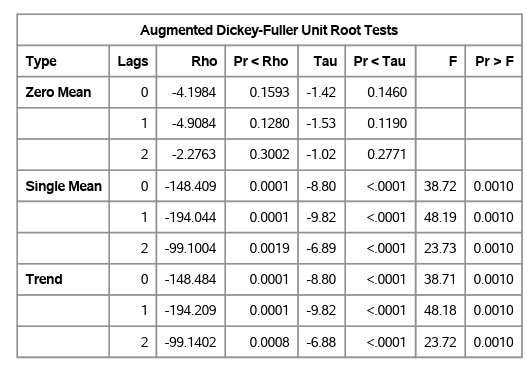 Augmented Dickey-Fuller Unit Root Tests
Type Lags Rho Pr < Rho Tau Pr < Tau F Pr > F
Zero Mean 0 -4.1984 0.1593 -1.42 0.1460
1 -4.9084 0.1280 -1.53 0.1190
2 -2.2763 0.3002 -1.02 0.2771
Single Mean 0 -148.409 0.0001 -8.80 <.0001 38.72 0.0010
1 -194.044 0.0001 -9.82 <.0001 48.19 0.0010
2 -99.1004 0.0019 -6.89 <.0001 23.73 0.0010
Trend 0 -148.484 0.0001 -8.80 <.0001 38.71 0.0010
1 -194.209 0.0001 -9.82 <.0001 48.18 0.0010
2 -99.1402 0.0008 -6.88 <.0001 23.72 0.0010